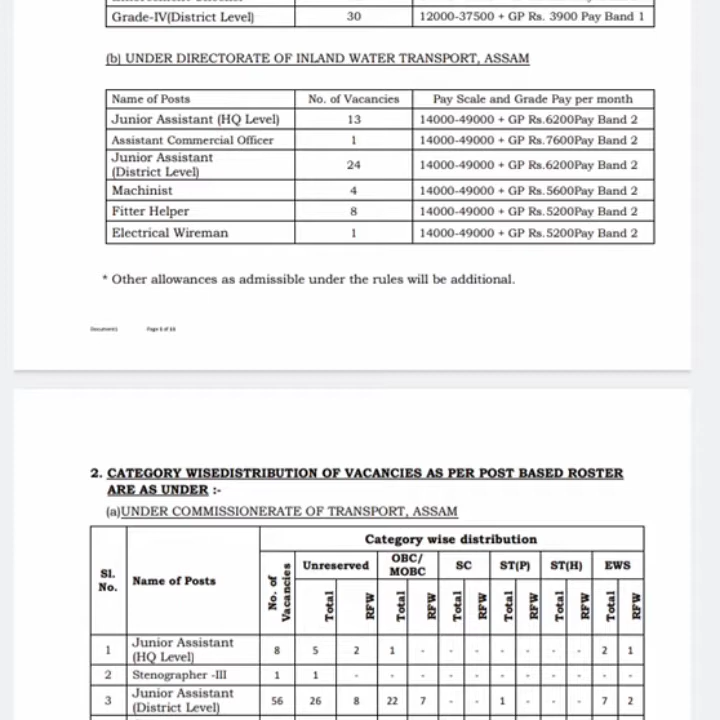 Grade-IV(District Level) 30 12000-37500 + GP Rs. 3900 Pay Band 1
(b) UNDER DIRECTORATE OF INLAND WATER TRANSPORT, ASSAM
Name of Posts No. of Vacancies Pay Scale and Grade Pay per month
Junior Assistant (HQ Level) 13 14000-49000 + GP Rs.6200Pay Band 2
Assistant Commercial Officer 1 14000-49000 + GP Rs.7600Pay Band 2
Junior Assistant
(District Level) 24 14000-49000 + GP Rs.6200Pay Band 2
Machinist 4 14000-49000 + GP Rs.5600Pay Band 2
Fitter Helper 8 14000-49000 + GP Rs.5200Pay Band 2
Electrical Wireman 1 14000-49000 + GP Rs.5200Pay Band 2
* Other allowances as admissible under the rules will be additional.
2. CATEGORY WISEDISTRIBUTION OF VACANCIES AS PER POST BASED ROSTER
ARE AS UNDER :-
(a)UNDER COMMISSIONERATE OF TRANSPORT, ASSAM
Sl. No. Name of Posts No. of Vacancies Category wise distribution
Unreserved OBC/ MOBC SC ST(P) ST(H) EWS
Total RFW Total RFW Total RFW Total RFW Total RFW Total RFW
1 Junior Assistant (HQ Level) 8 5 2 1 - - - - - - - 2 1
2 Stenographer -III 1 1 - - - - - - - - - - -
3 Junior Assistant (District Level) 56 26 8 22 7 - - 1 - - - 7 2